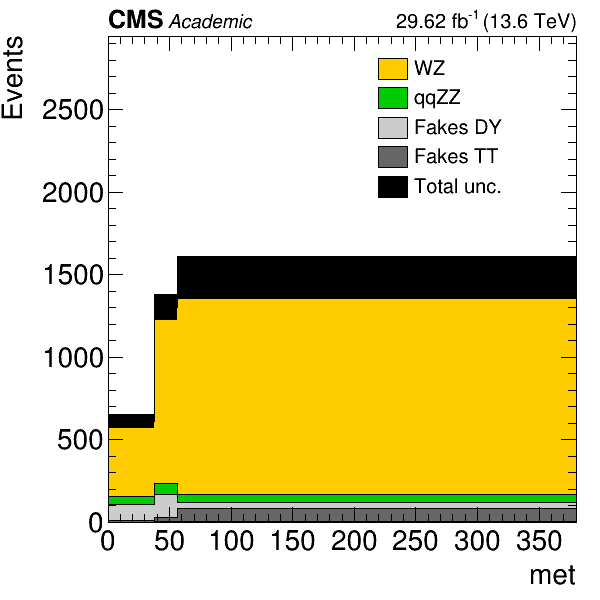 CMS Academic 29.62 fb⁻¹ (13.6 TeV)
Events
2500
2000
1500
1000
500
0
WZ
qqZZ
Fakes DY
Fakes TT
Total unc.
0 50 100 150 200 250 300 350
met